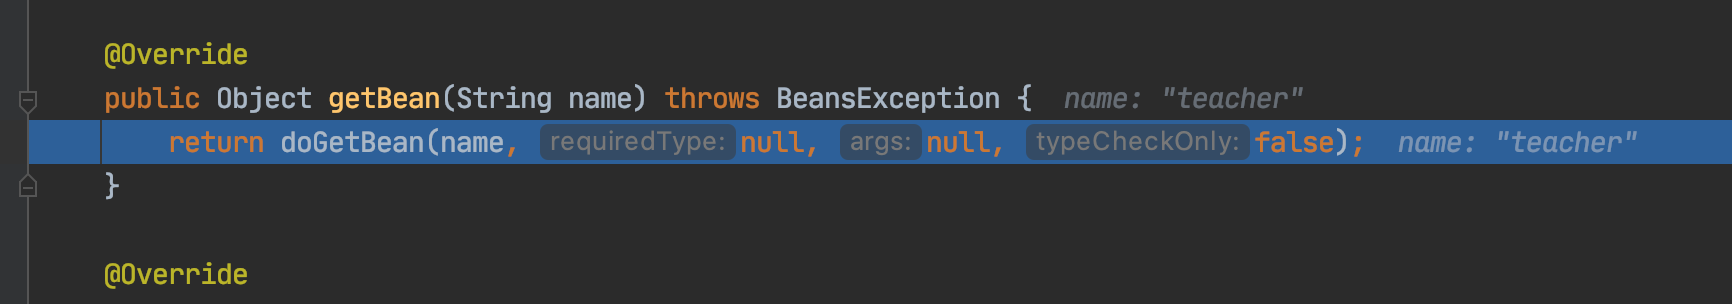 @Override
public Object getBean(String name) throws BeansException { name: "teacher"
return doGetBean(name, requiredType: null, args: null, typeCheckOnly: false); name: "teacher"
}
@Override